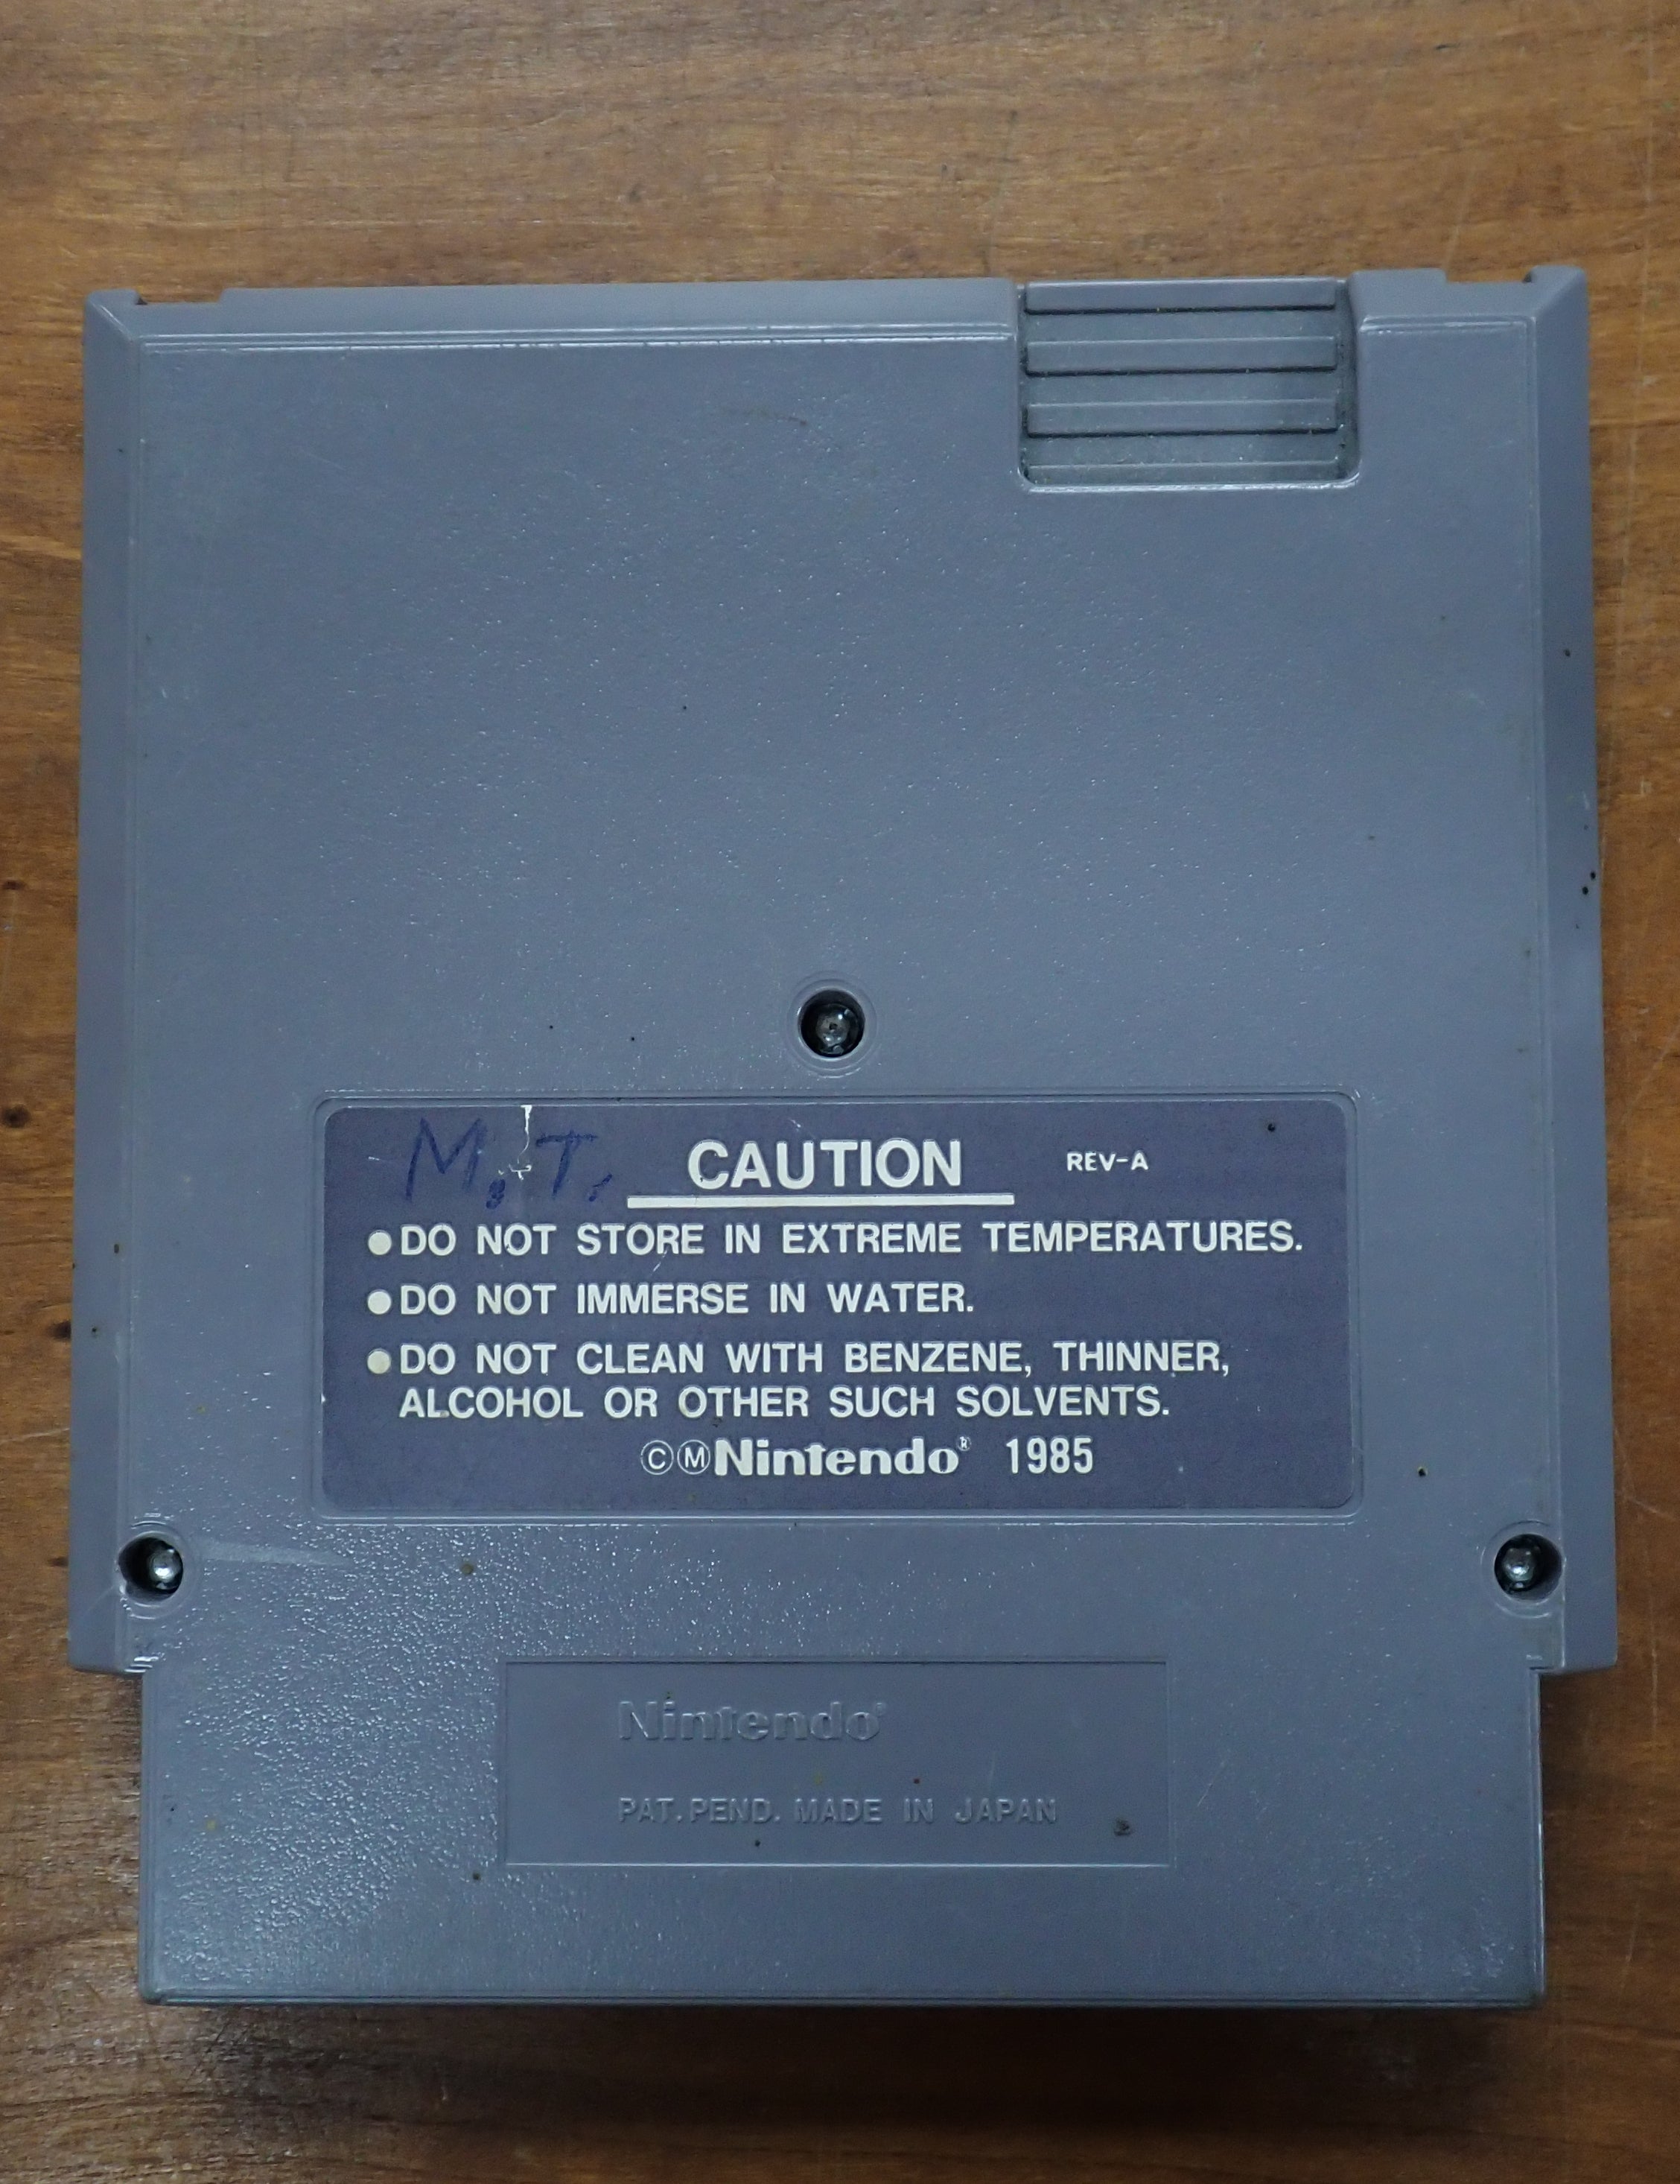 M. T.
CAUTION REV-A
●DO NOT STORE IN EXTREME TEMPERATURES.
●DO NOT IMMERSE IN WATER.
●DO NOT CLEAN WITH BENZENE, THINNER,
ALCOHOL OR OTHER SUCH SOLVENTS.
©ⓂNintendo® 1985
Nintendo®
PAT. PEND. MADE IN JAPAN